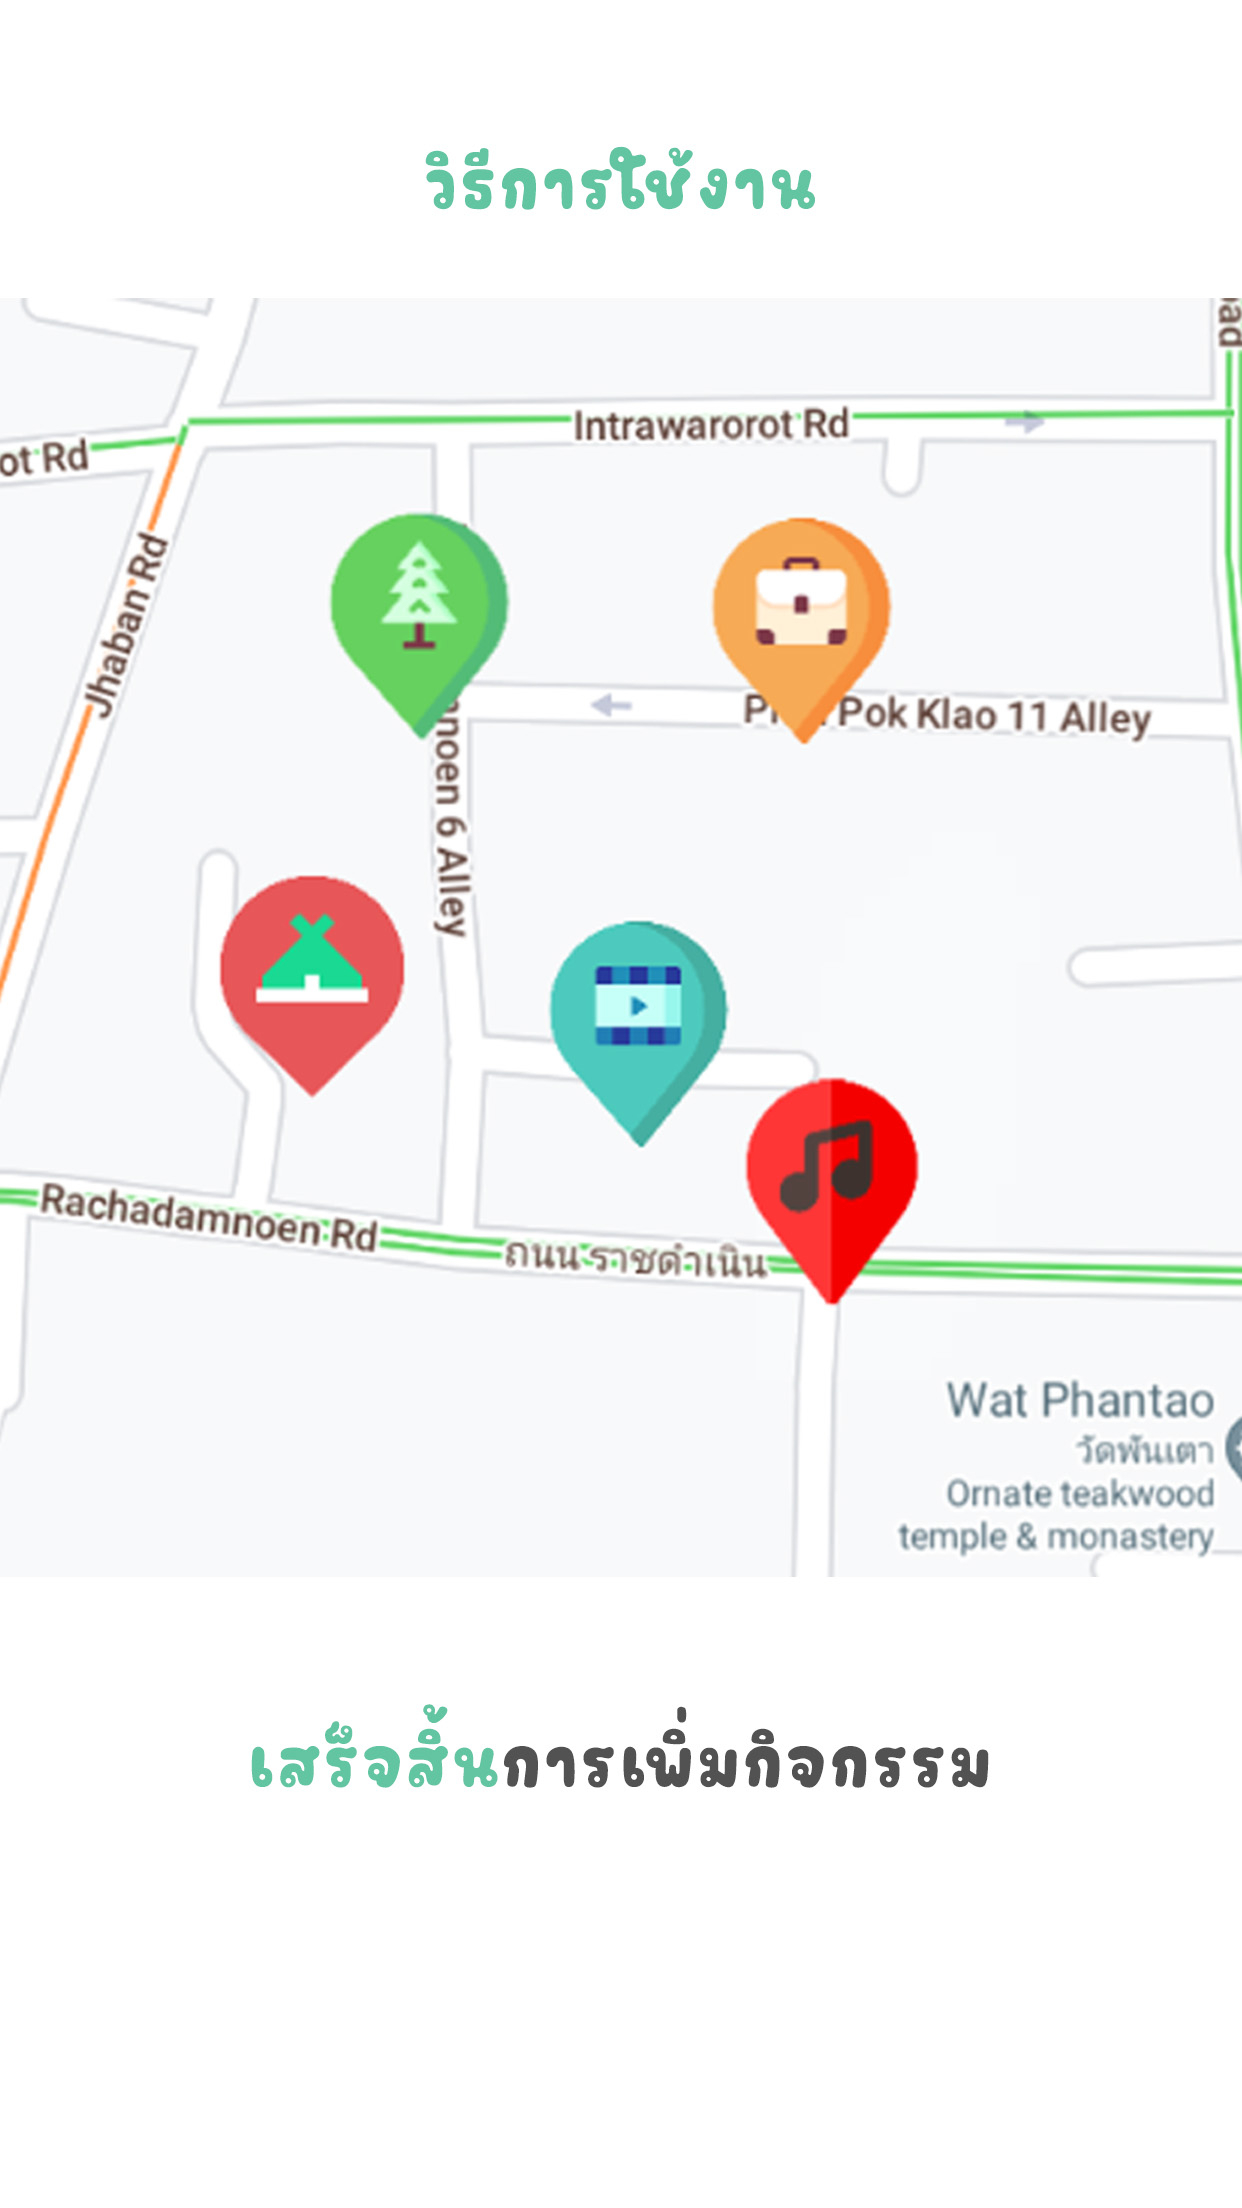 วิธีการใช้งาน
ad
Intrawarorot Rd
ot Rd
Jhaban Rd
Pok Klao 11 Alley
noen 6 Alley
Rachadamnoen Rd
ถนน ราชดำเนิน
Wat Phantao
วัดพันเตา
Ornate teakwood
temple & monastery
เสร็จสิ้นการเพิ่มกิจกรรม